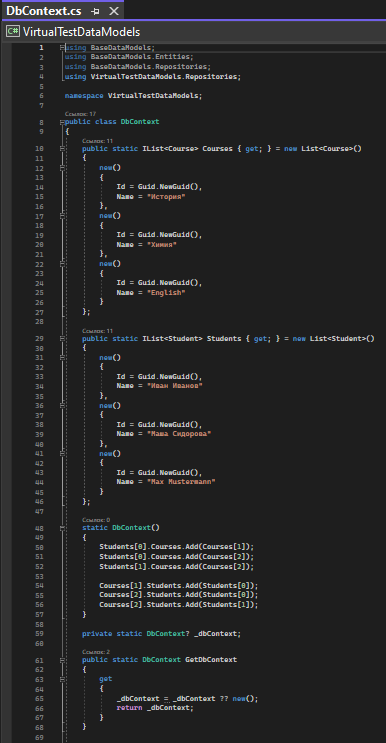 DbContext.cs
C# VirtualTestDataModels
1 using BaseDataModels;
2 using BaseDataModels.Entities;
3 using BaseDataModels.Repositories;
4 using VirtualTestDataModels.Repositories;
5
6 namespace VirtualTestDataModels;
7
Ссылок: 17
8 public class DbContext
9 {
Ссылок: 11
10 public static IList<Course> Courses { get; } = new List<Course>()
11 {
12 new()
13 {
14 Id = Guid.NewGuid(),
15 Name = "История"
16 },
17 new()
18 {
19 Id = Guid.NewGuid(),
20 Name = "Химия"
21 },
22 new()
23 {
24 Id = Guid.NewGuid(),
25 Name = "English"
26 }
27 };
28
Ссылок: 11
29 public static IList<Student> Students { get; } = new List<Student>()
30 {
31 new()
32 {
33 Id = Guid.NewGuid(),
34 Name = "Иван Иванов"
35 },
36 new()
37 {
38 Id = Guid.NewGuid(),
39 Name = "Маша Сидорова"
40 },
41 new()
42 {
43 Id = Guid.NewGuid(),
44 Name = "Max Mustermann"
45 }
46 };
47
Ссылок: 0
48 static DbContext()
49 {
50 Students[0].Courses.Add(Courses[1]);
51 Students[0].Courses.Add(Courses[2]);
52 Students[1].Courses.Add(Courses[2]);
53
54 Courses[1].Students.Add(Students[0]);
55 Courses[2].Students.Add(Students[0]);
56 Courses[2].Students.Add(Students[1]);
57 }
58
59 private static DbContext? _dbContext;
60
Ссылок: 2
61 public static DbContext GetDbContext
62 {
63 get
64 {
65 _dbContext = _dbContext ?? new();
66 return _dbContext;
67 }
68 }
69